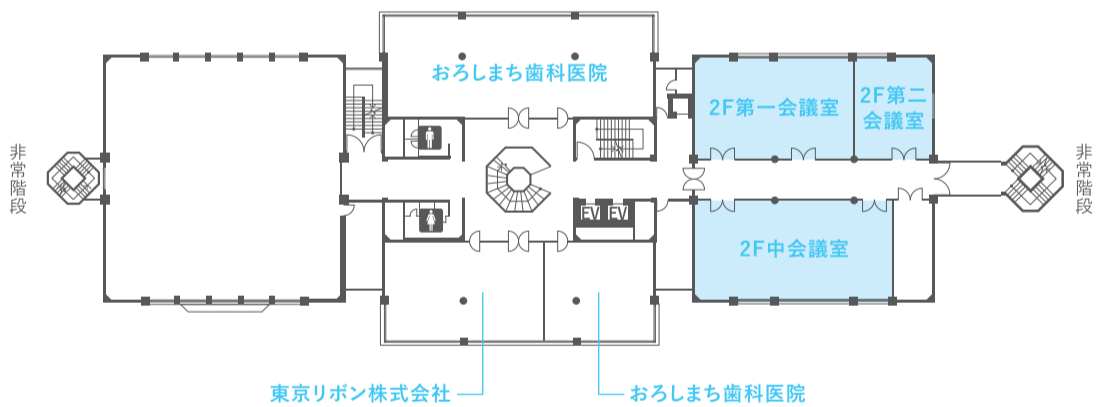 おろしまち歯科医院
2F第一会議室
2F第二
会議室
非常階段
非常階段
EV
EV
2F中会議室
東京リボン株式会社
おろしまち歯科医院